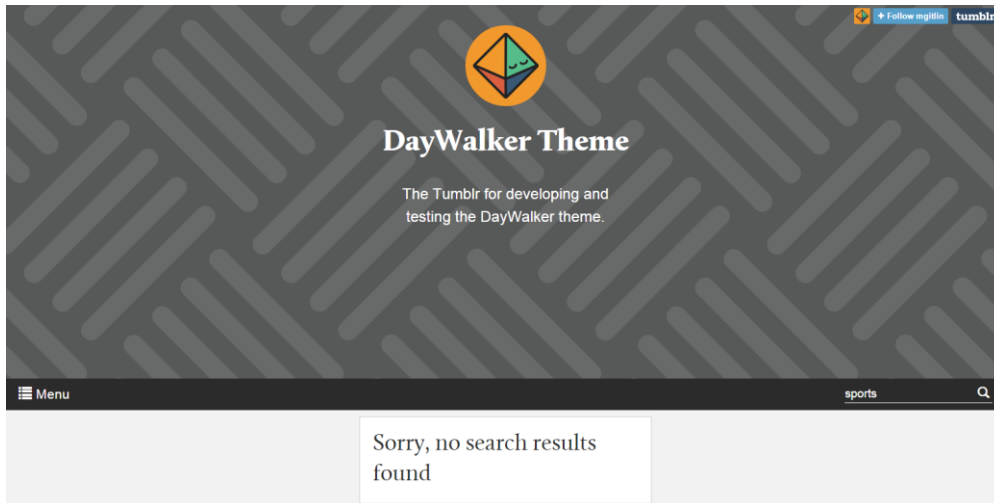 + Follow mgitlin tumblr
DayWalker Theme
The Tumblr for developing and
testing the DayWalker theme.
Menu sports
Sorry, no search results
found